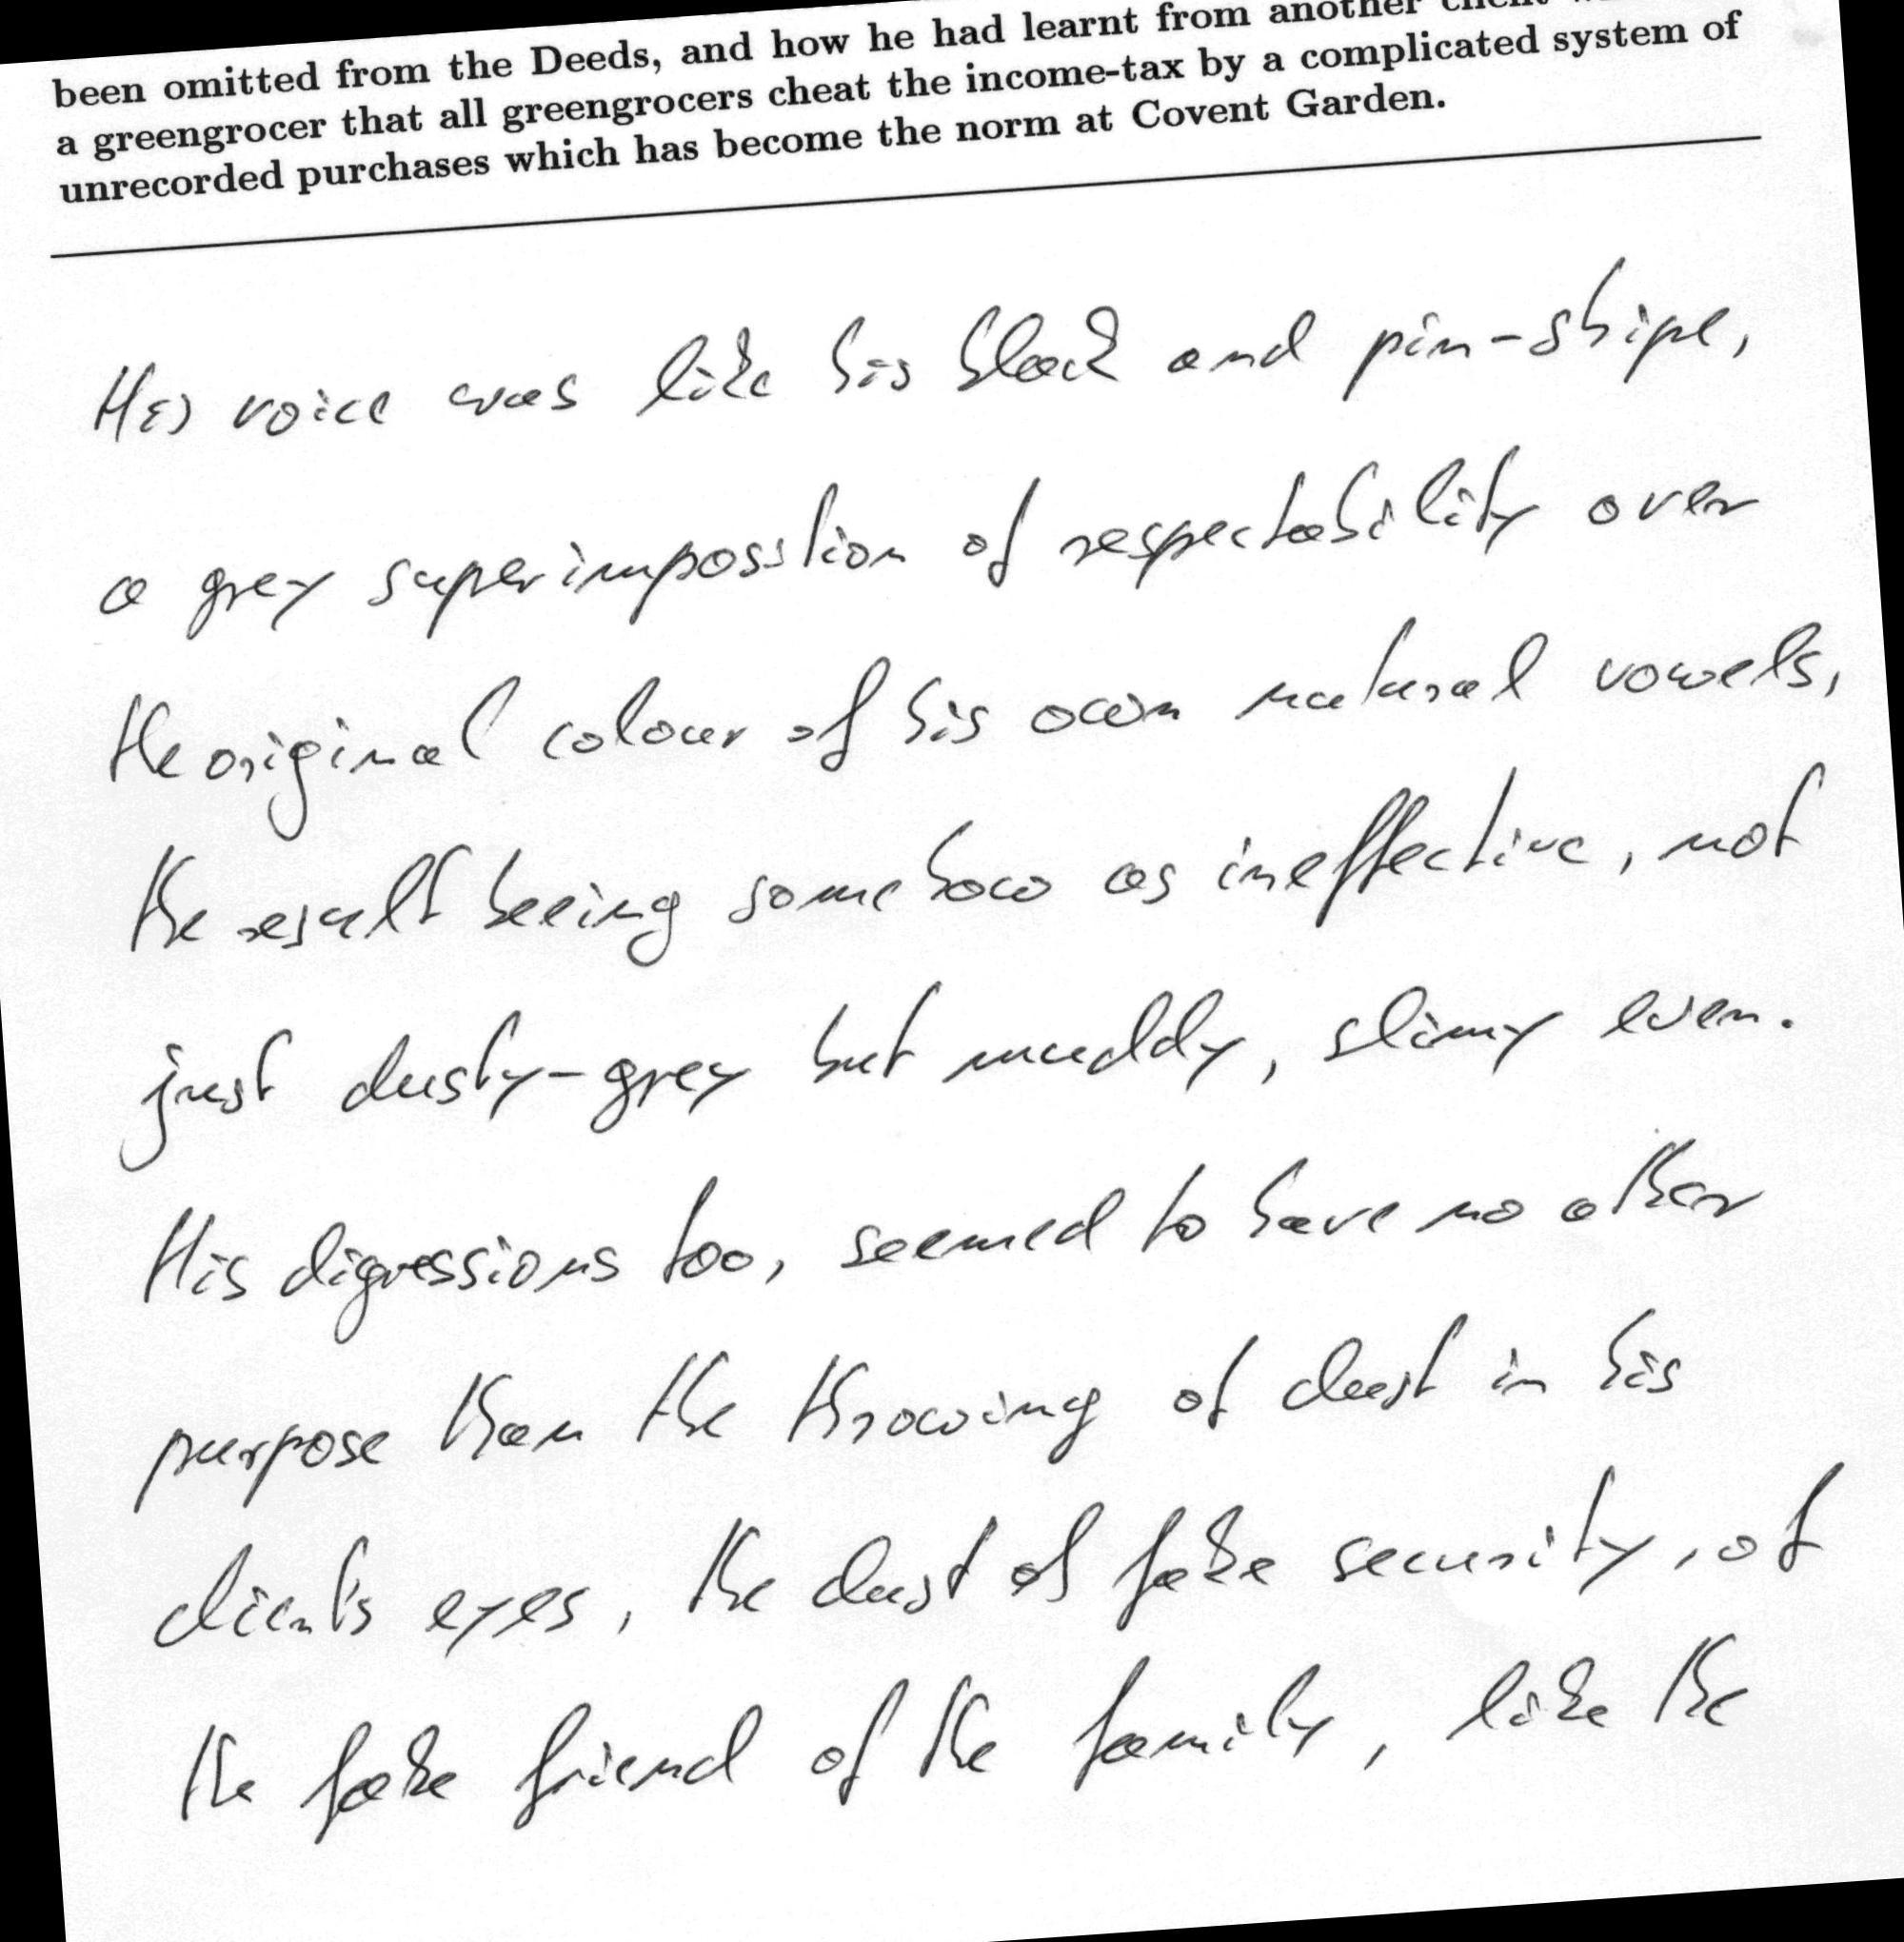 been omitted from the Deeds, and how he had learnt from another
a greengrocer that all greengrocers cheat the income-tax by a complicated system of
unrecorded purchases which has become the norm at Covent Garden.
His voice was like his black and pin-stripe,
a grey superimposstion of respectability over
the original colour of his own natural vowels,
the result beeing somehow as ineffective, not
just dusty-grey but muddy, slimy even.
His digressions too, seemed to have no other
purpose than the throwing of dust in his
clients eyes, the dust of fake security, of
the fake friend of the family, like the